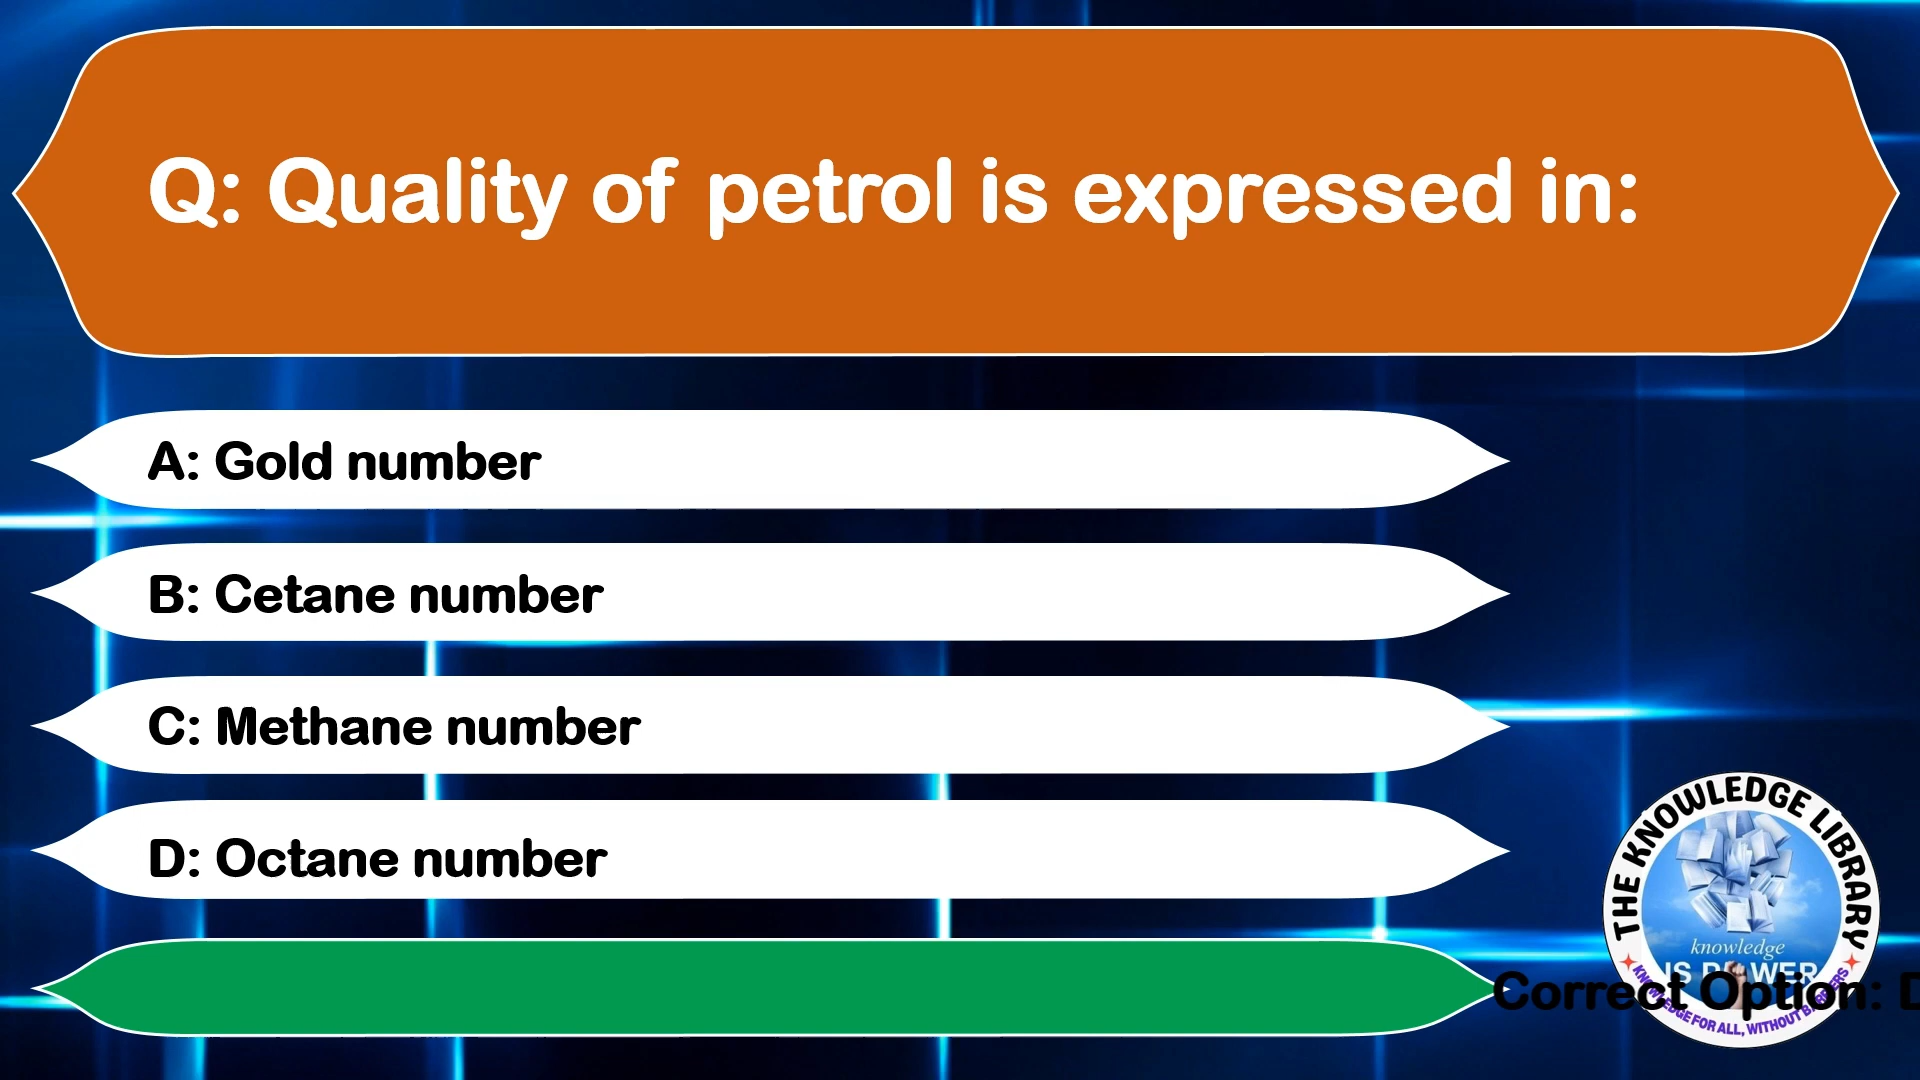 Q: Quality of petrol is expressed in:
A: Gold number
B: Cetane number
C: Methane number
D: Octane number
THE KNOWLEDGE LIBRARY
knowledge
IS POWER
KNOWLEDGE FOR ALL, WITHOUT BARRIERS
Correct Option: D